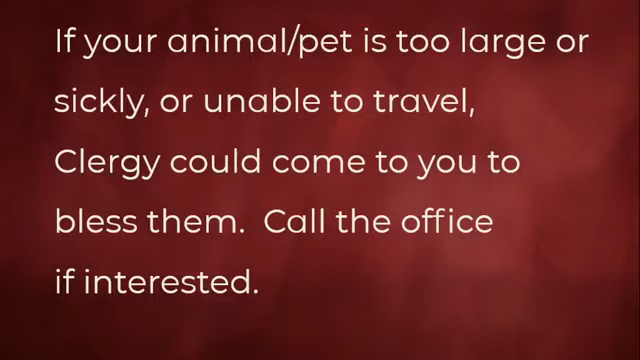 If your animal/pet is too large or
sickly, or unable to travel,
Clergy could come to you to
bless them.  Call the office
if interested.